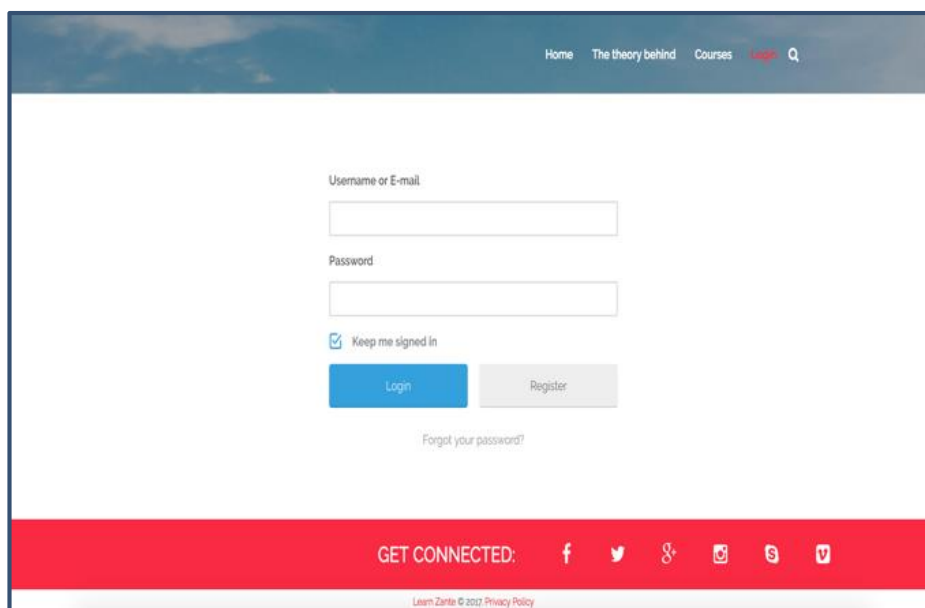 Home The theory behind Courses Login
Username or E-mail
Password
Keep me signed in
Login Register
Forgot your password?
GET CONNECTED:
Learn Zante © 2017. Privacy Policy